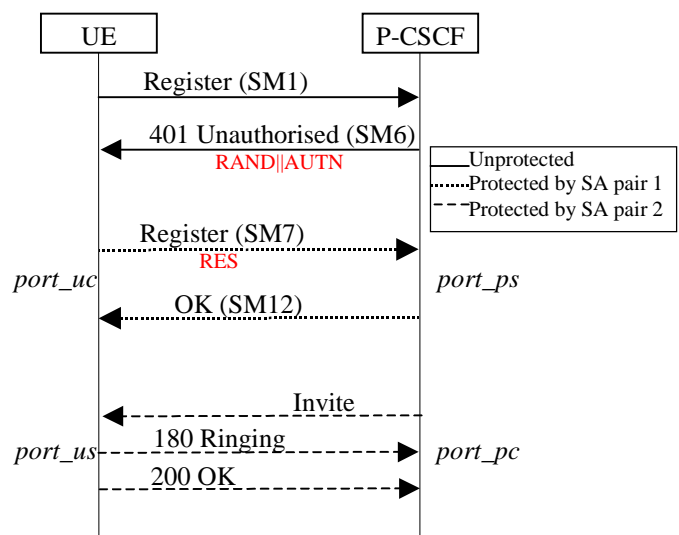 UE
P-CSCF
Register (SM1)
401 Unauthorised (SM6)
RAND||AUTN
Unprotected
Protected by SA pair 1
Protected by SA pair 2
Register (SM7)
RES
port_uc
port_ps
OK (SM12)
Invite
port_us
180 Ringing
port_pc
200 OK